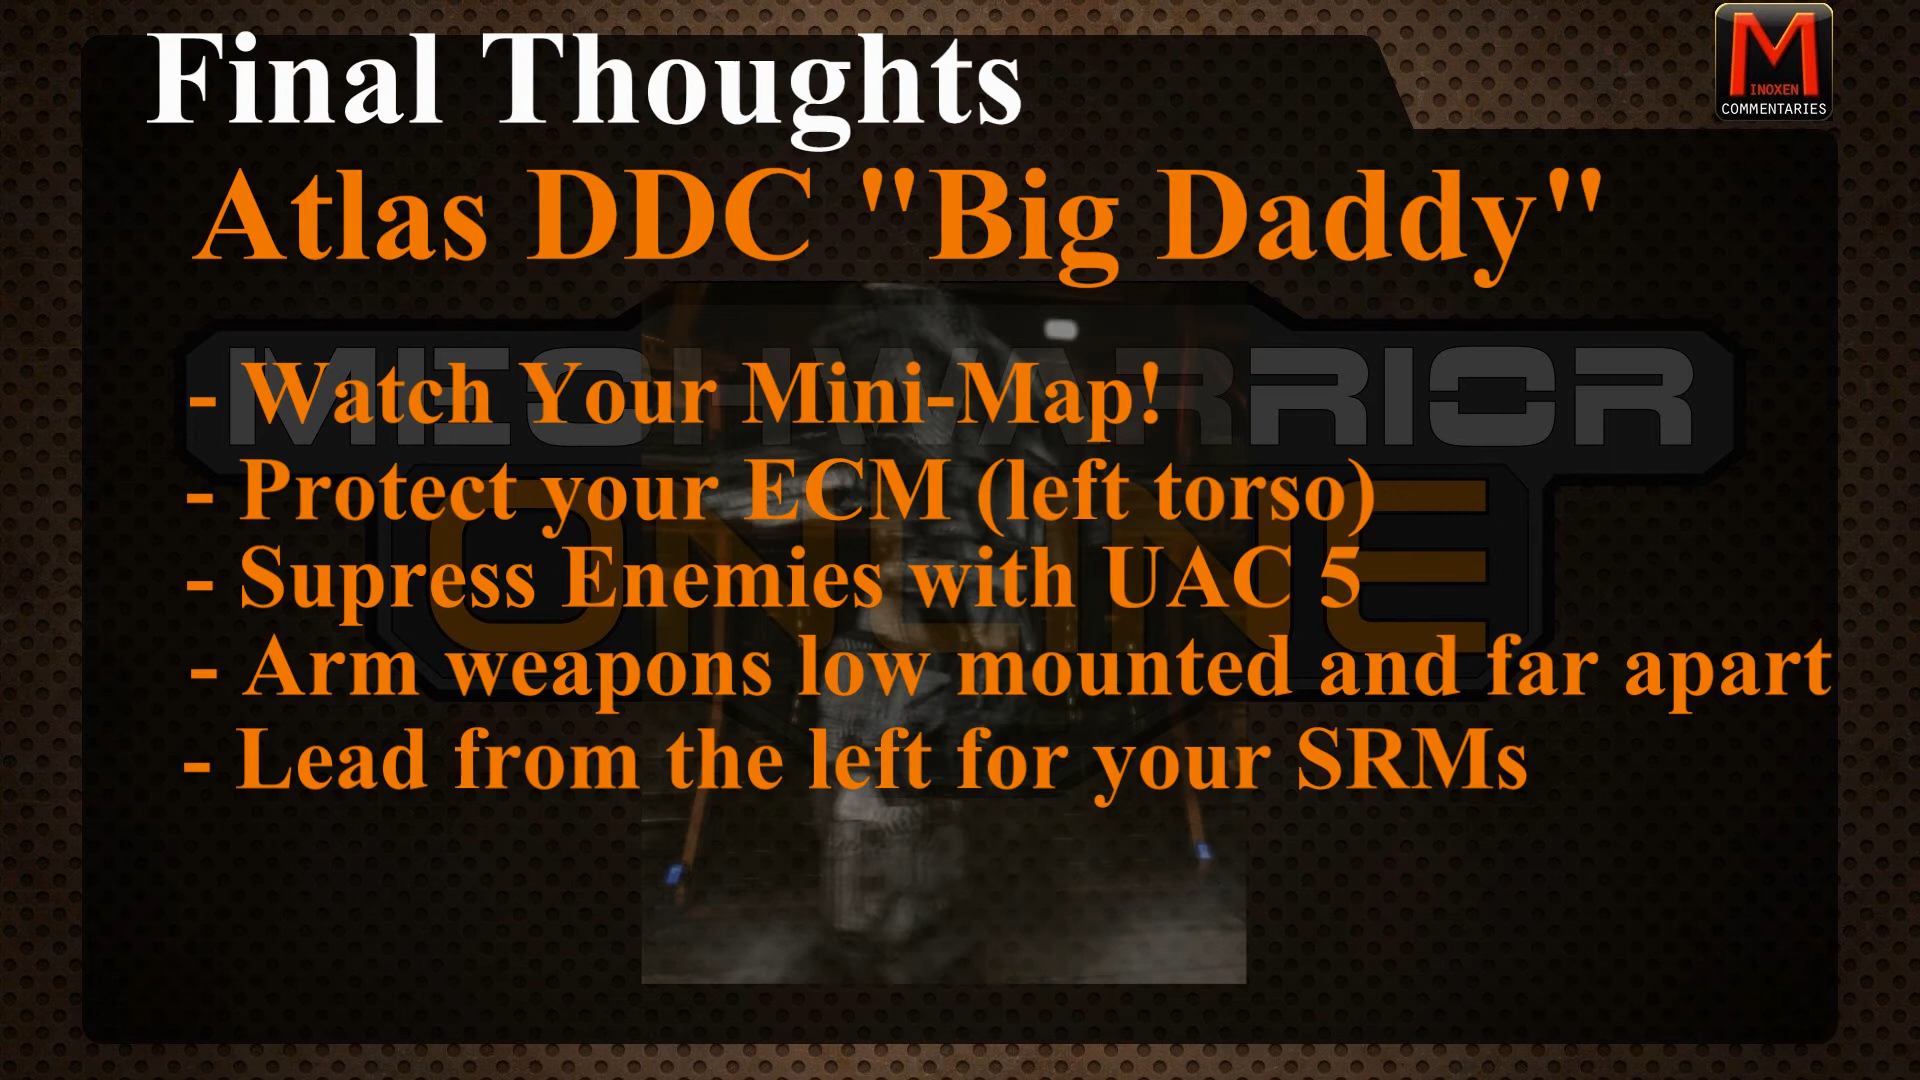 Final Thoughts
M
INOXEN
COMMENTARIES
Atlas DDC "Big Daddy"
MECHWARRIOR
ONLINE
- Watch Your Mini-Map!
- Protect your ECM (left torso)
- Supress Enemies with UAC 5
- Arm weapons low mounted and far apart
- Lead from the left for your SRMs